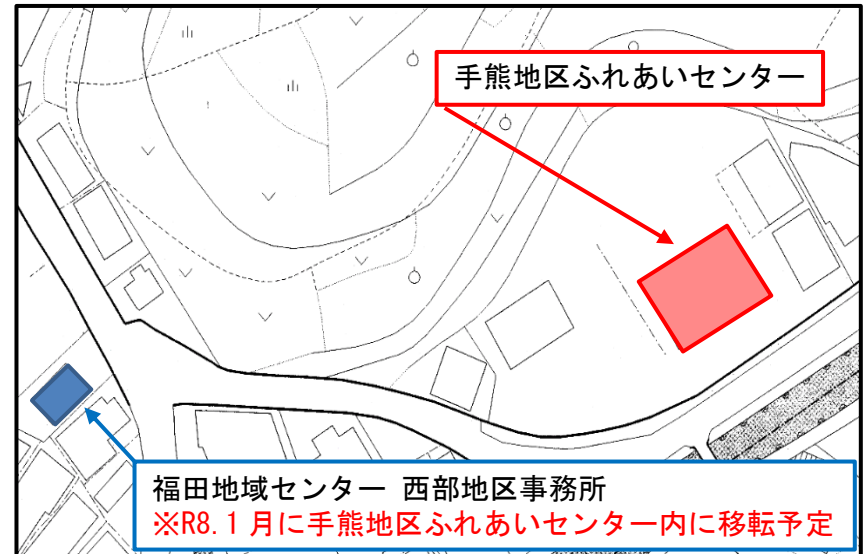 手熊地区ふれあいセンター
福田地域センター 西部地区事務所
※R8.1月に手熊地区ふれあいセンター内に移転予定